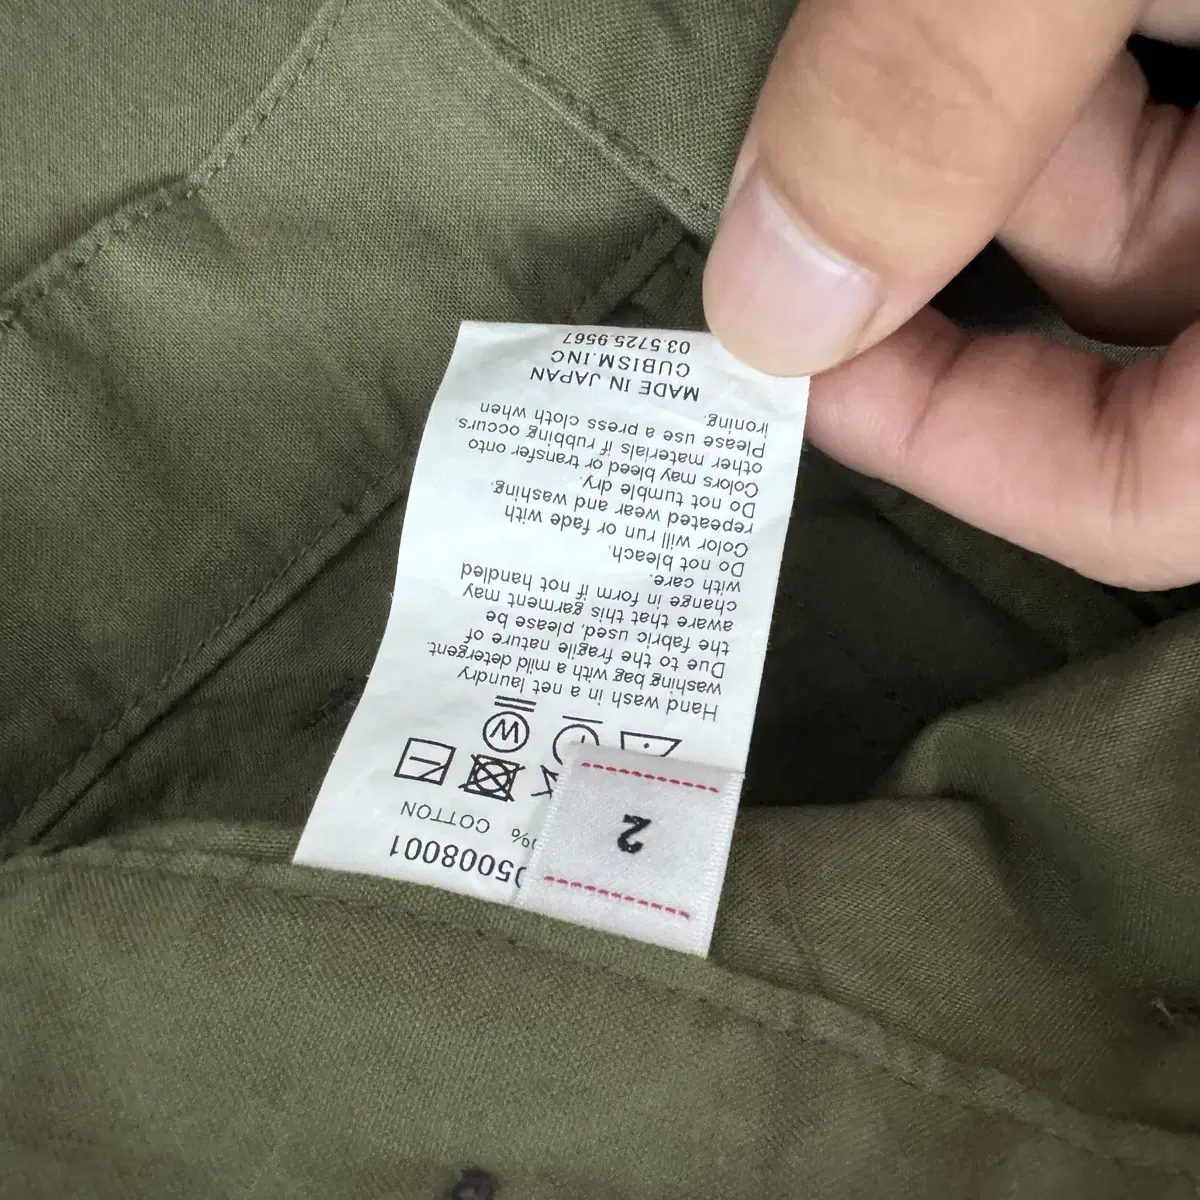 05008001
0% COTTON
2
W
Hand wash in a net laundry
washing bag with a mild detergent.
Due to the fragile nature of
the fabric used, please be
aware that this garment may
change in form if not handled
with care.
Do not bleach.
Color will run or fade with
repeated wear and washing.
Do not tumble dry.
Colors may bleed or transfer onto
other materials if rubbing occurs.
Please use a press cloth when
ironing.
MADE IN JAPAN
CUBISM.INC
03.5725.9567